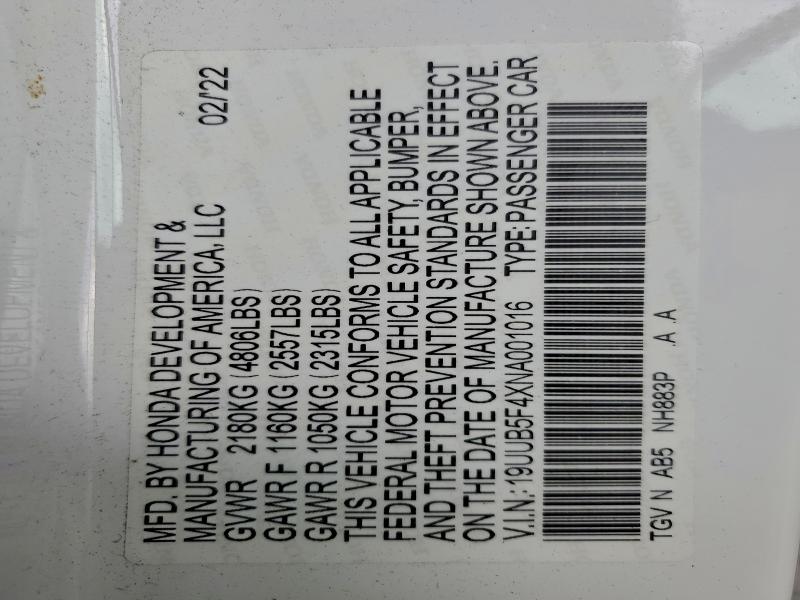 MFD. BY HONDA DEVELOPMENT &
MANUFACTURING OF AMERICA, LLC 02/'22
GVWR 2180KG (4806LBS)
GAWR F 1160KG (2557LBS)
GAWR R 1050KG (2315LBS)
THIS VEHICLE CONFORMS TO ALL APPLICABLE
FEDERAL MOTOR VEHICLE SAFETY, BUMPER,
AND THEFT PREVENTION STANDARDS IN EFFECT
ON THE DATE OF MANUFACTURE SHOWN ABOVE.
V.I.N.: 19UUB5F4XNA001016 TYPE:PASSENGER CAR
TGV N AB5 NH883P .A .A